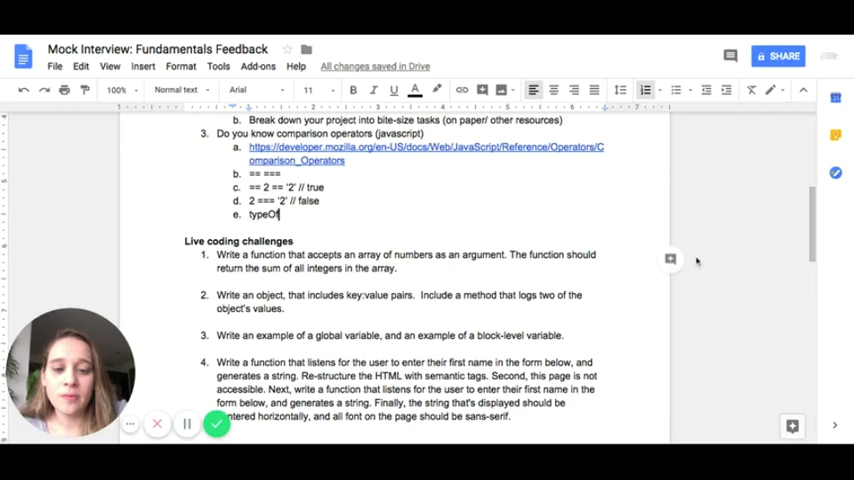 Mock Interview: Fundamentals Feedback
File Edit View Insert Format Tools Add-ons Help All changes saved in Drive
SHARE
100% Normal text Arial 11 B I U A
b. Break down your project into bite-size tasks (on paper/ other resources)
3. Do you know comparison operators (javascript)
a. https://developer.mozilla.org/en-US/docs/Web/JavaScript/Reference/Operators/C
omparison_Operators
b. == ===
c. == 2 == '2' // true
d. 2 === '2' // false
e. typeOf
Live coding challenges
1. Write a function that accepts an array of numbers as an argument. The function should
return the sum of all integers in the array.
2. Write an object, that includes key:value pairs. Include a method that logs two of the
object's values.
3. Write an example of a global variable, and an example of a block-level variable.
4. Write a function that listens for the user to enter their first name in the form below, and
generates a string. Re-structure the HTML with semantic tags. Second, this page is not
accessible. Next, write a function that listens for the user to enter their first name in the
form below, and generates a string. Finally, the string that's displayed should be
ntered horizontally, and all font on the page should be sans-serif.